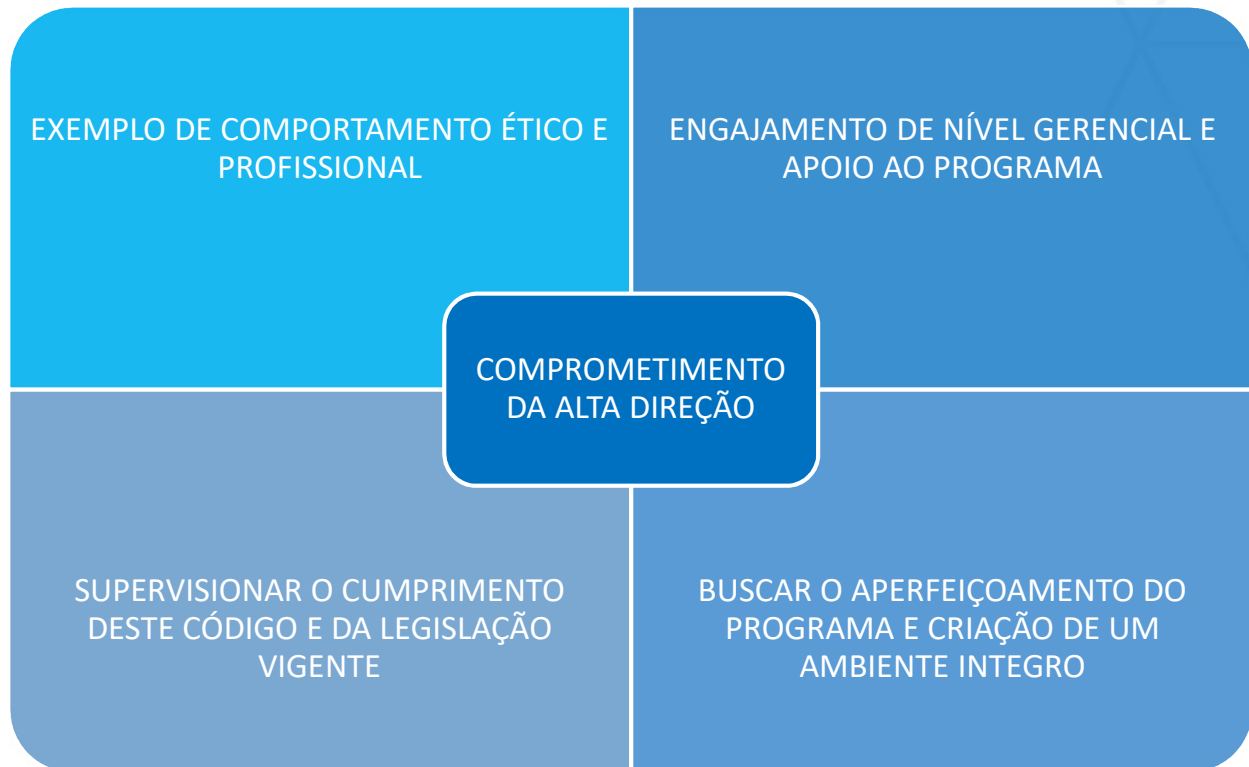 EXEMPLO DE COMPORTAMENTO ÉTICO E
PROFISSIONAL
ENGAJAMENTO DE NÍVEL GERENCIAL E
APOIO AO PROGRAMA
COMPROMETIMENTO
DA ALTA DIREÇÃO
SUPERVISIONAR O CUMPRIMENTO
DESTE CÓDIGO E DA LEGISLAÇÃO
VIGENTE
BUSCAR O APERFEIÇOAMENTO DO
PROGRAMA E CRIAÇÃO DE UM
AMBIENTE INTEGRO